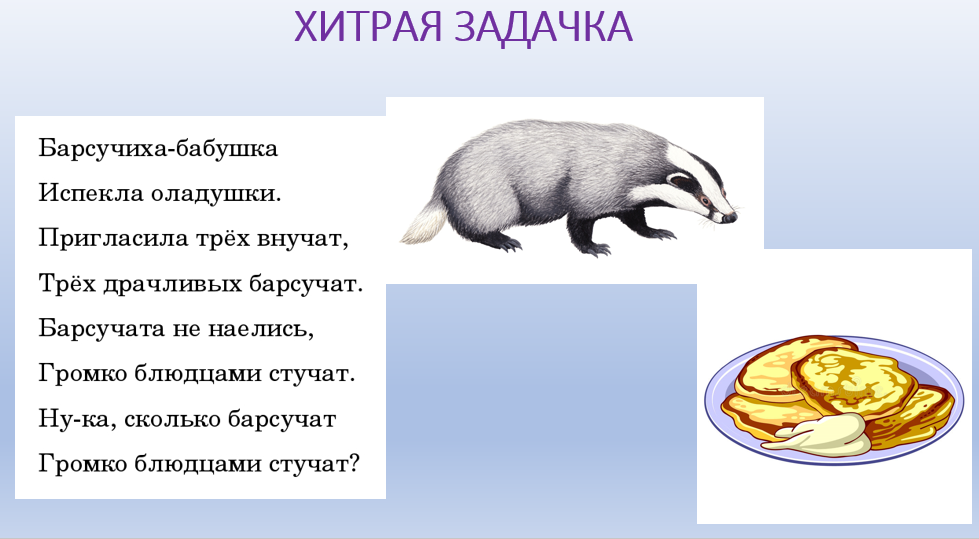 ХИТРАЯ ЗАДАЧКА
Барсучиха-бабушка
Испекла оладушки.
Пригласила трёх внучат,
Трёх драчливых барсучат.
Барсучата не наелись,
Громко блюдцами стучат.
Ну-ка, сколько барсучат
Громко блюдцами стучат?